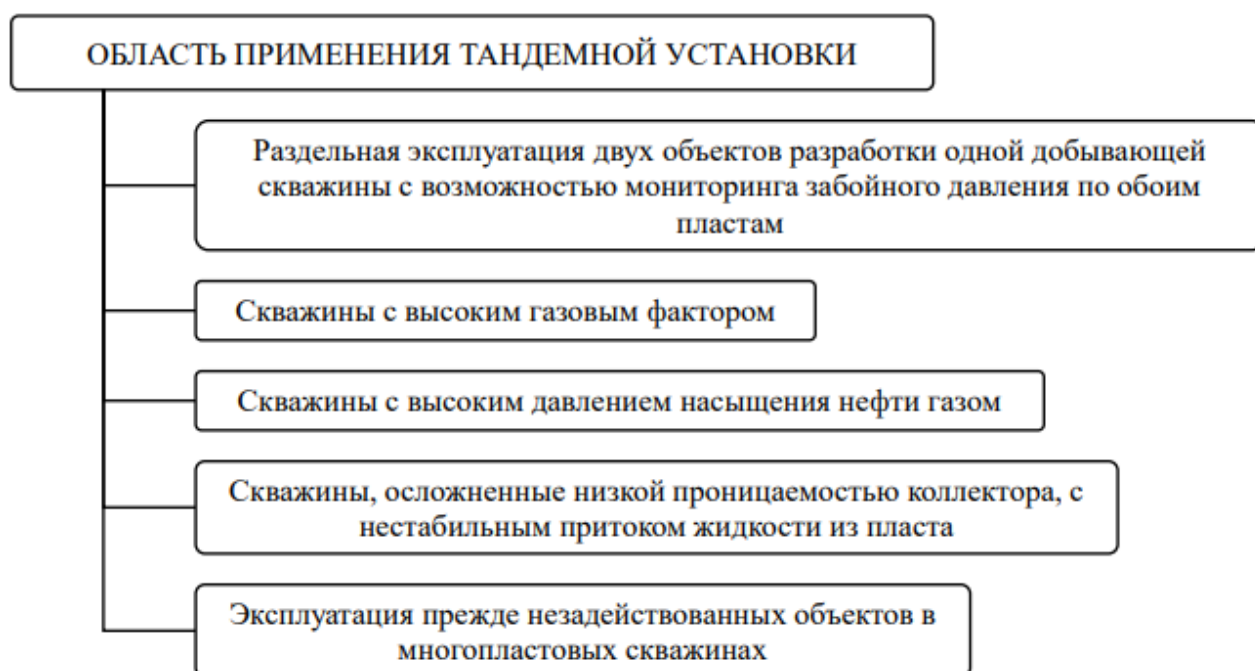 ОБЛАСТЬ ПРИМЕНЕНИЯ ТАНДЕМНОЙ УСТАНОВКИ
Раздельная эксплуатация двух объектов разработки одной добывающей
скважины с возможностью мониторинга забойного давления по обоим
пластам
Скважины с высоким газовым фактором
Скважины с высоким давлением насыщения нефти газом
Скважины, осложненные низкой проницаемостью коллектора, с
нестабильным притоком жидкости из пласта
Эксплуатация прежде незадействованных объектов в
многопластовых скважинах